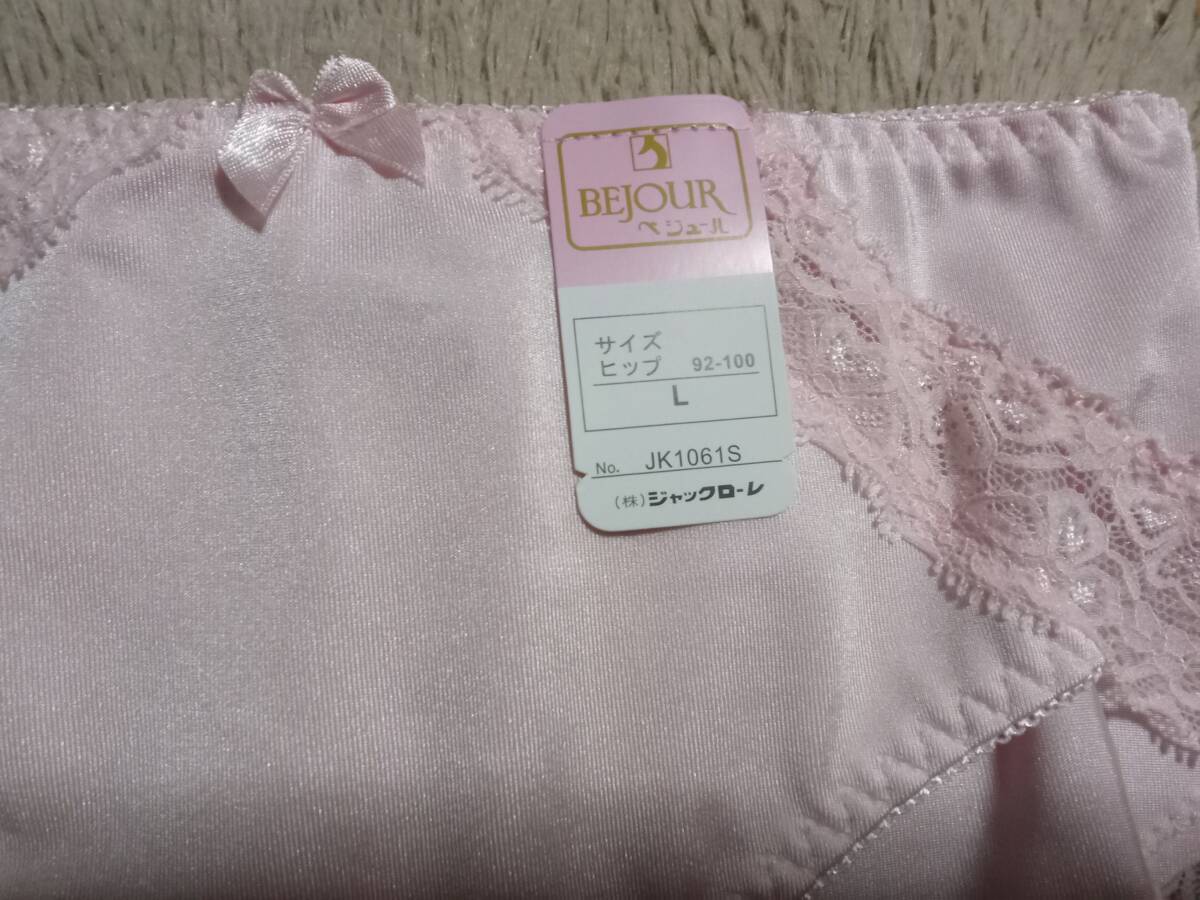 BEJOUR
ベジュール
サイズ
ヒップ 92-100
L
No. JK1061S
(株)ジャックローレ